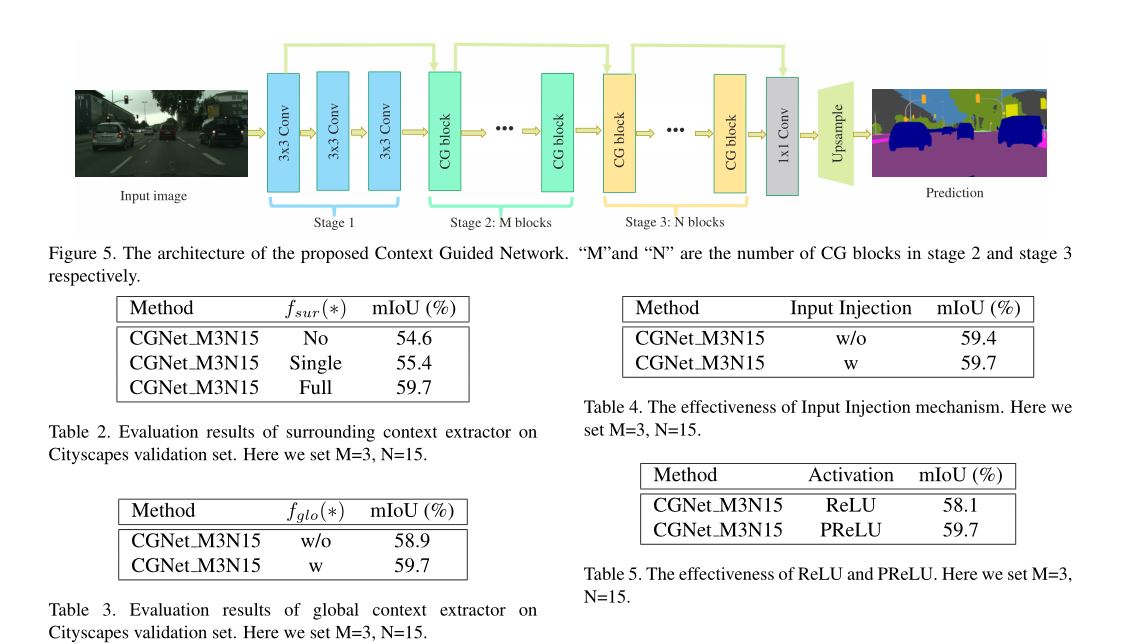 3x3 Conv
3x3 Conv
3x3 Conv
CG block
•••
CG block
CG block
•••
CG block
1x1 Conv
Upsample
Input image
Prediction
Stage 1
Stage 2: M blocks
Stage 3: N blocks
Figure 5. The architecture of the proposed Context Guided Network. “M”and “N” are the number of CG blocks in stage 2 and stage 3
respectively.
Method f_sur(∗) mIoU (%)
CGNet_M3N15 No 54.6
CGNet_M3N15 Single 55.4
CGNet_M3N15 Full 59.7
Table 2. Evaluation results of surrounding context extractor on
Cityscapes validation set. Here we set M=3, N=15.
Method f_glo(∗) mIoU (%)
CGNet_M3N15 w/o 58.9
CGNet_M3N15 w 59.7
Table 3. Evaluation results of global context extractor on
Cityscapes validation set. Here we set M=3, N=15.
Method Input Injection mIoU (%)
CGNet_M3N15 w/o 59.4
CGNet_M3N15 w 59.7
Table 4. The effectiveness of Input Injection mechanism. Here we
set M=3, N=15.
Method Activation mIoU (%)
CGNet_M3N15 ReLU 58.1
CGNet_M3N15 PReLU 59.7
Table 5. The effectiveness of ReLU and PReLU. Here we set M=3,
N=15.